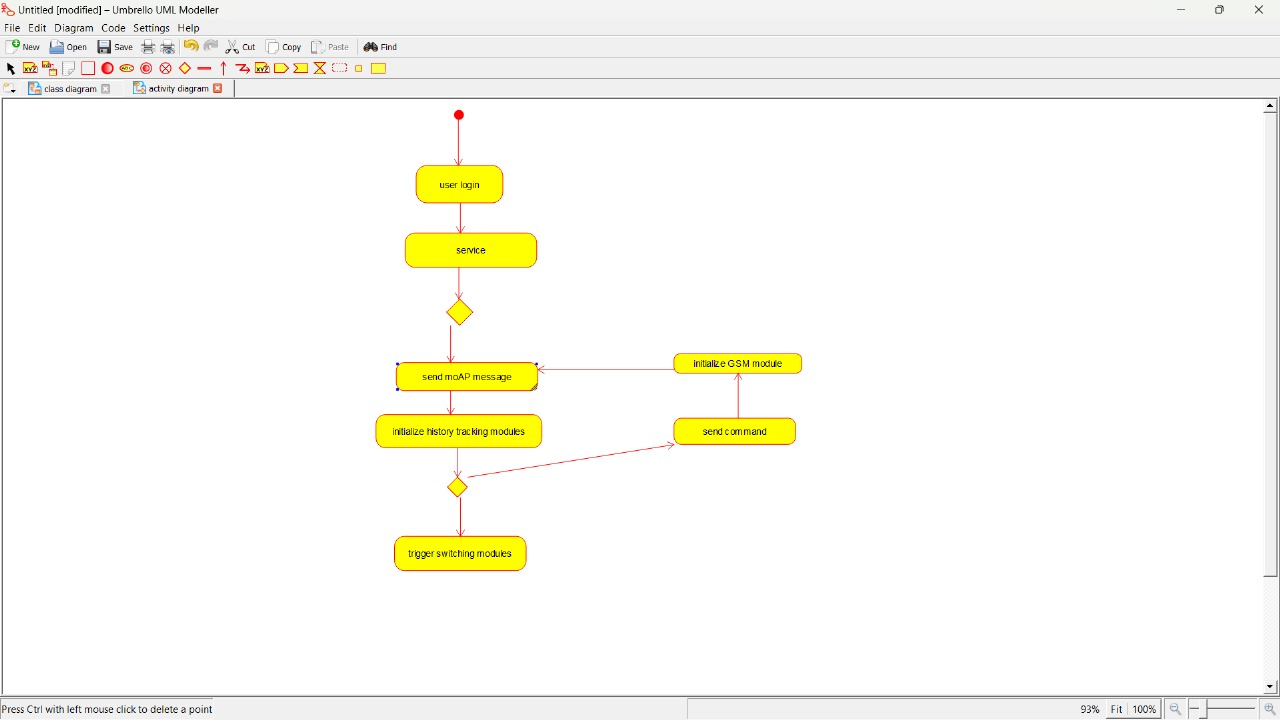 Untitled [modified] – Umbrello UML Modeller
File Edit Diagram Code Settings Help
New Open Save Cut Copy Paste Find
class diagram activity diagram
user login
service
send moAP message
initialize GSM module
initialize history tracking modules
send command
trigger switching modules
Press Ctrl with left mouse click to delete a point
93% Fit 100%